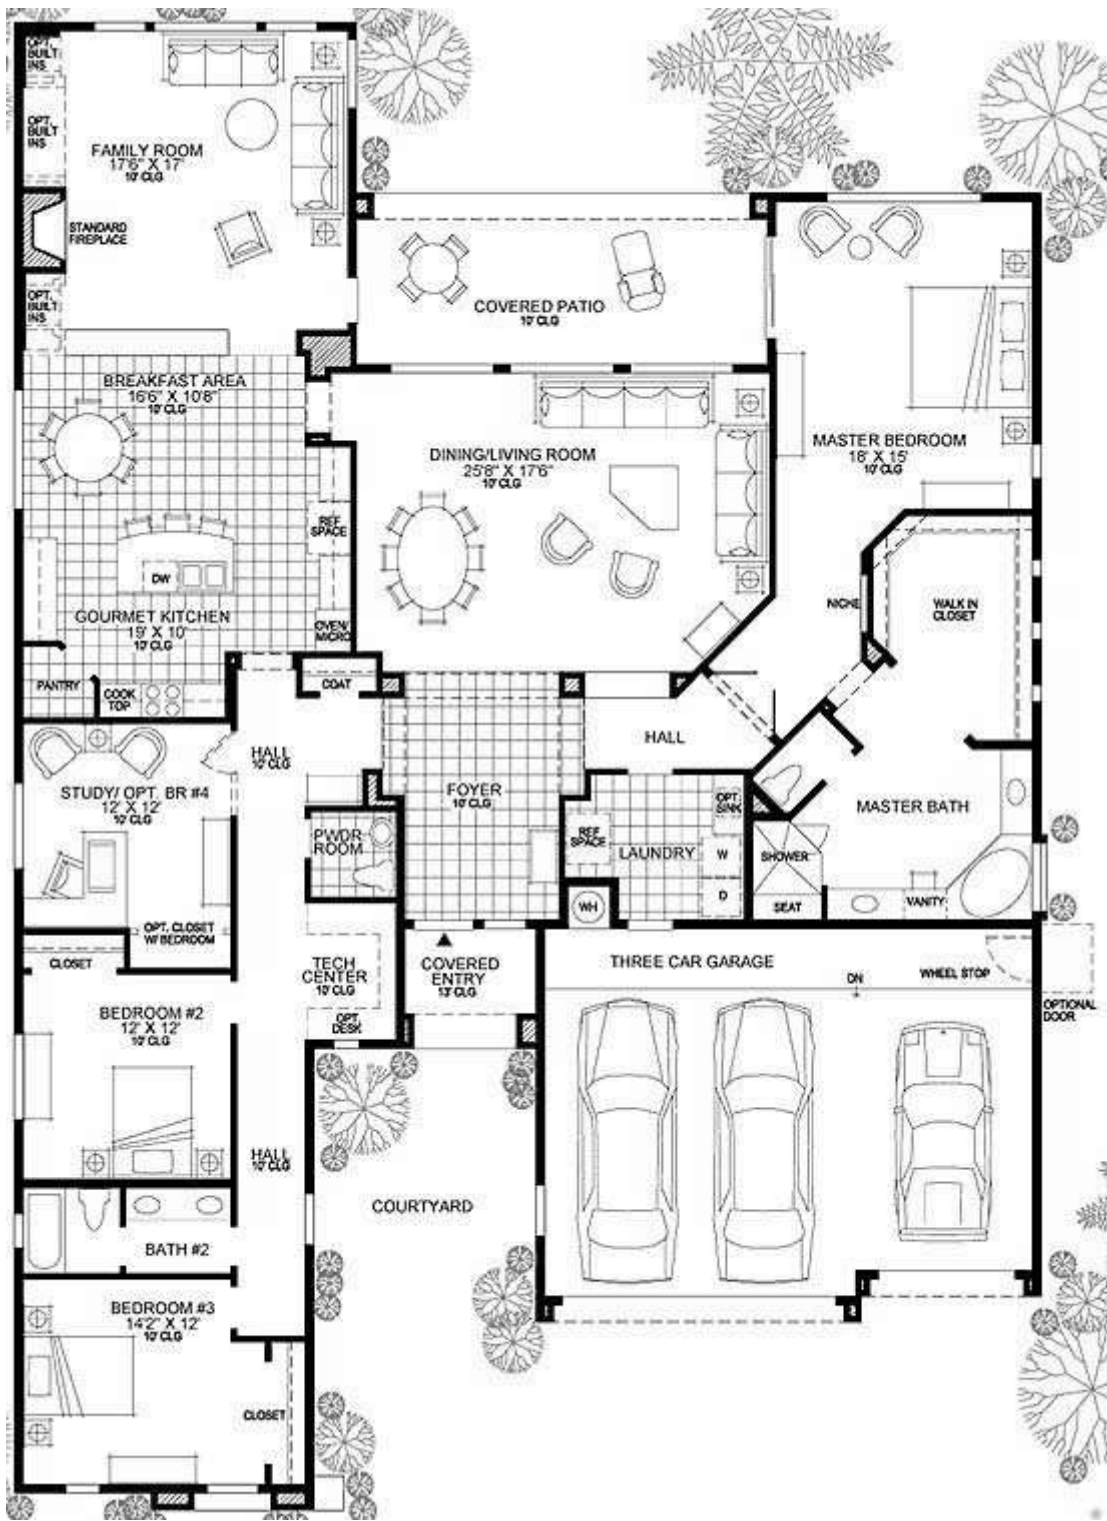 OPT.
BUILT
INS
OPT.
BUILT
INS
FAMILY ROOM
17'6" X 17'
10' CLG
STANDARD
FIREPLACE
OPT.
BUILT
INS
COVERED PATIO
10' CLG
BREAKFAST AREA
16'6" X 10'8"
10' CLG
DINING/LIVING ROOM
25'8" X 17'6"
10' CLG
MASTER BEDROOM
18' X 15'
10' CLG
REF
SPACE
DW
GOURMET KITCHEN
19' X 10'
10' CLG
OVEN/
MICRO
NICHE
WALK IN
CLOSET
PANTRY
COOK
TOP
COAT
HALL
10' CLG
HALL
STUDY/ OPT. BR #4
12' X 12'
10' CLG
FOYER
10' CLG
OPT.
SINK
MASTER BATH
PWDR
ROOM
REF
SPACE
LAUNDRY
W
D
SHOWER
SEAT
VANITY
WH
OPT. CLOSET
W/ BEDROOM
CLOSET
TECH
CENTER
10' CLG
OPT.
DESK
COVERED
ENTRY
13' CLG
THREE CAR GARAGE
DN
WHEEL STOP
OPTIONAL
DOOR
BEDROOM #2
12' X 12'
10' CLG
HALL
10' CLG
COURTYARD
BATH #2
BEDROOM #3
14'2" X 12'
10' CLG
CLOSET